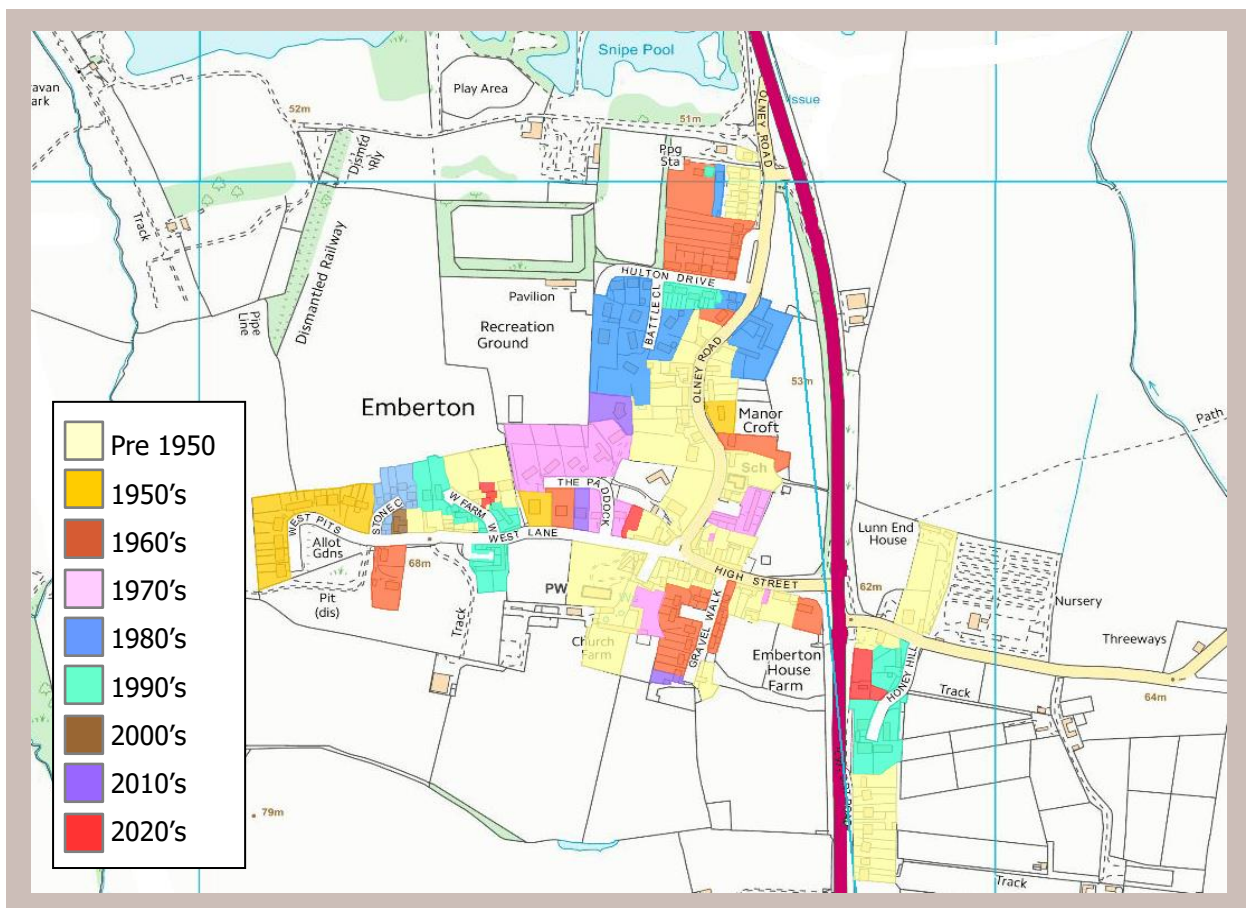 Snipe Pool
avan
ark
Play Area
52m
51m
Issue
OLNEY ROAD
Ppg
Sta
Dismtd
Rly
Track
Dismantled Railway
Pipe
Line
HULTON DRIVE
BATTLE CL
Pavilion
Recreation
Ground
OLNEY ROAD
53m
Path
Emberton
Manor
Croft
Sch
Pre 1950
1950's
1960's
1970's
1980's
1990's
2000's
2010's
2020's
THE PADDOCK
W FARM W
STONE C
WEST PITS
WEST LANE
Allot
Gdns
68m
Pit
(dis)
Track
PW
HIGH STREET
62m
Lunn End
House
Nursery
Threeways
Church
Farm
GRAVEL WALK
Emberton
House
Farm
HONEY HILL
Track
64m
79m
Track